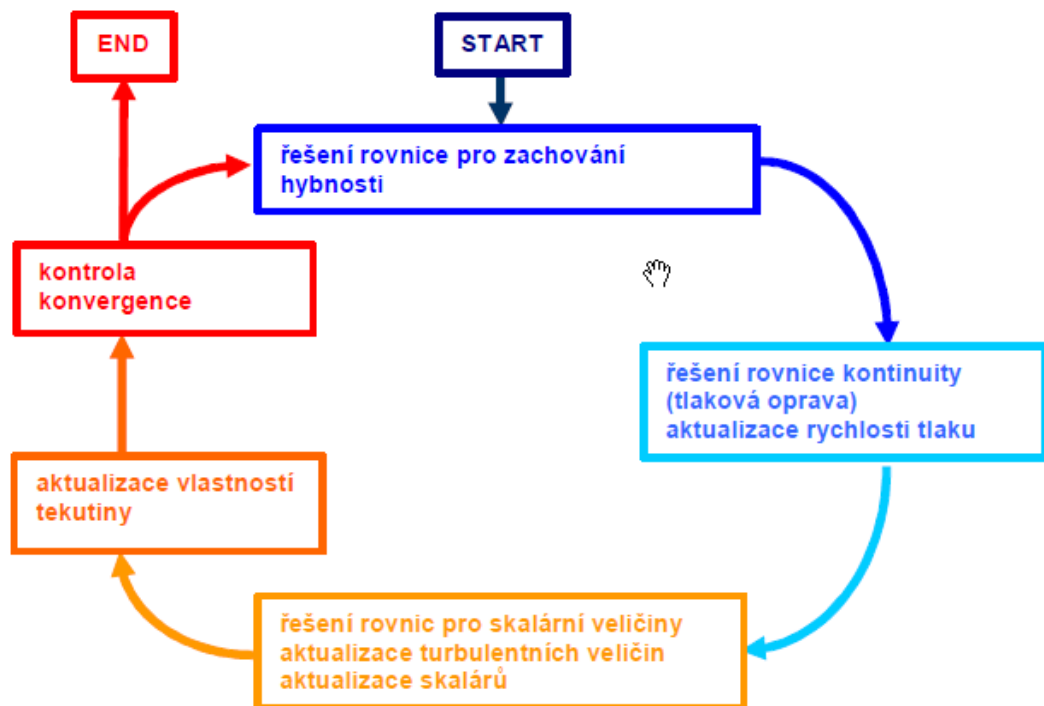 END
START
řešení rovnice pro zachování
hybnosti
kontrola
konvergence
řešení rovnice kontinuity
(tlaková oprava)
aktualizace rychlosti tlaku
aktualizace vlastností
tekutiny
řešení rovnic pro skalární veličiny
aktualizace turbulentních veličin
aktualizace skalárů